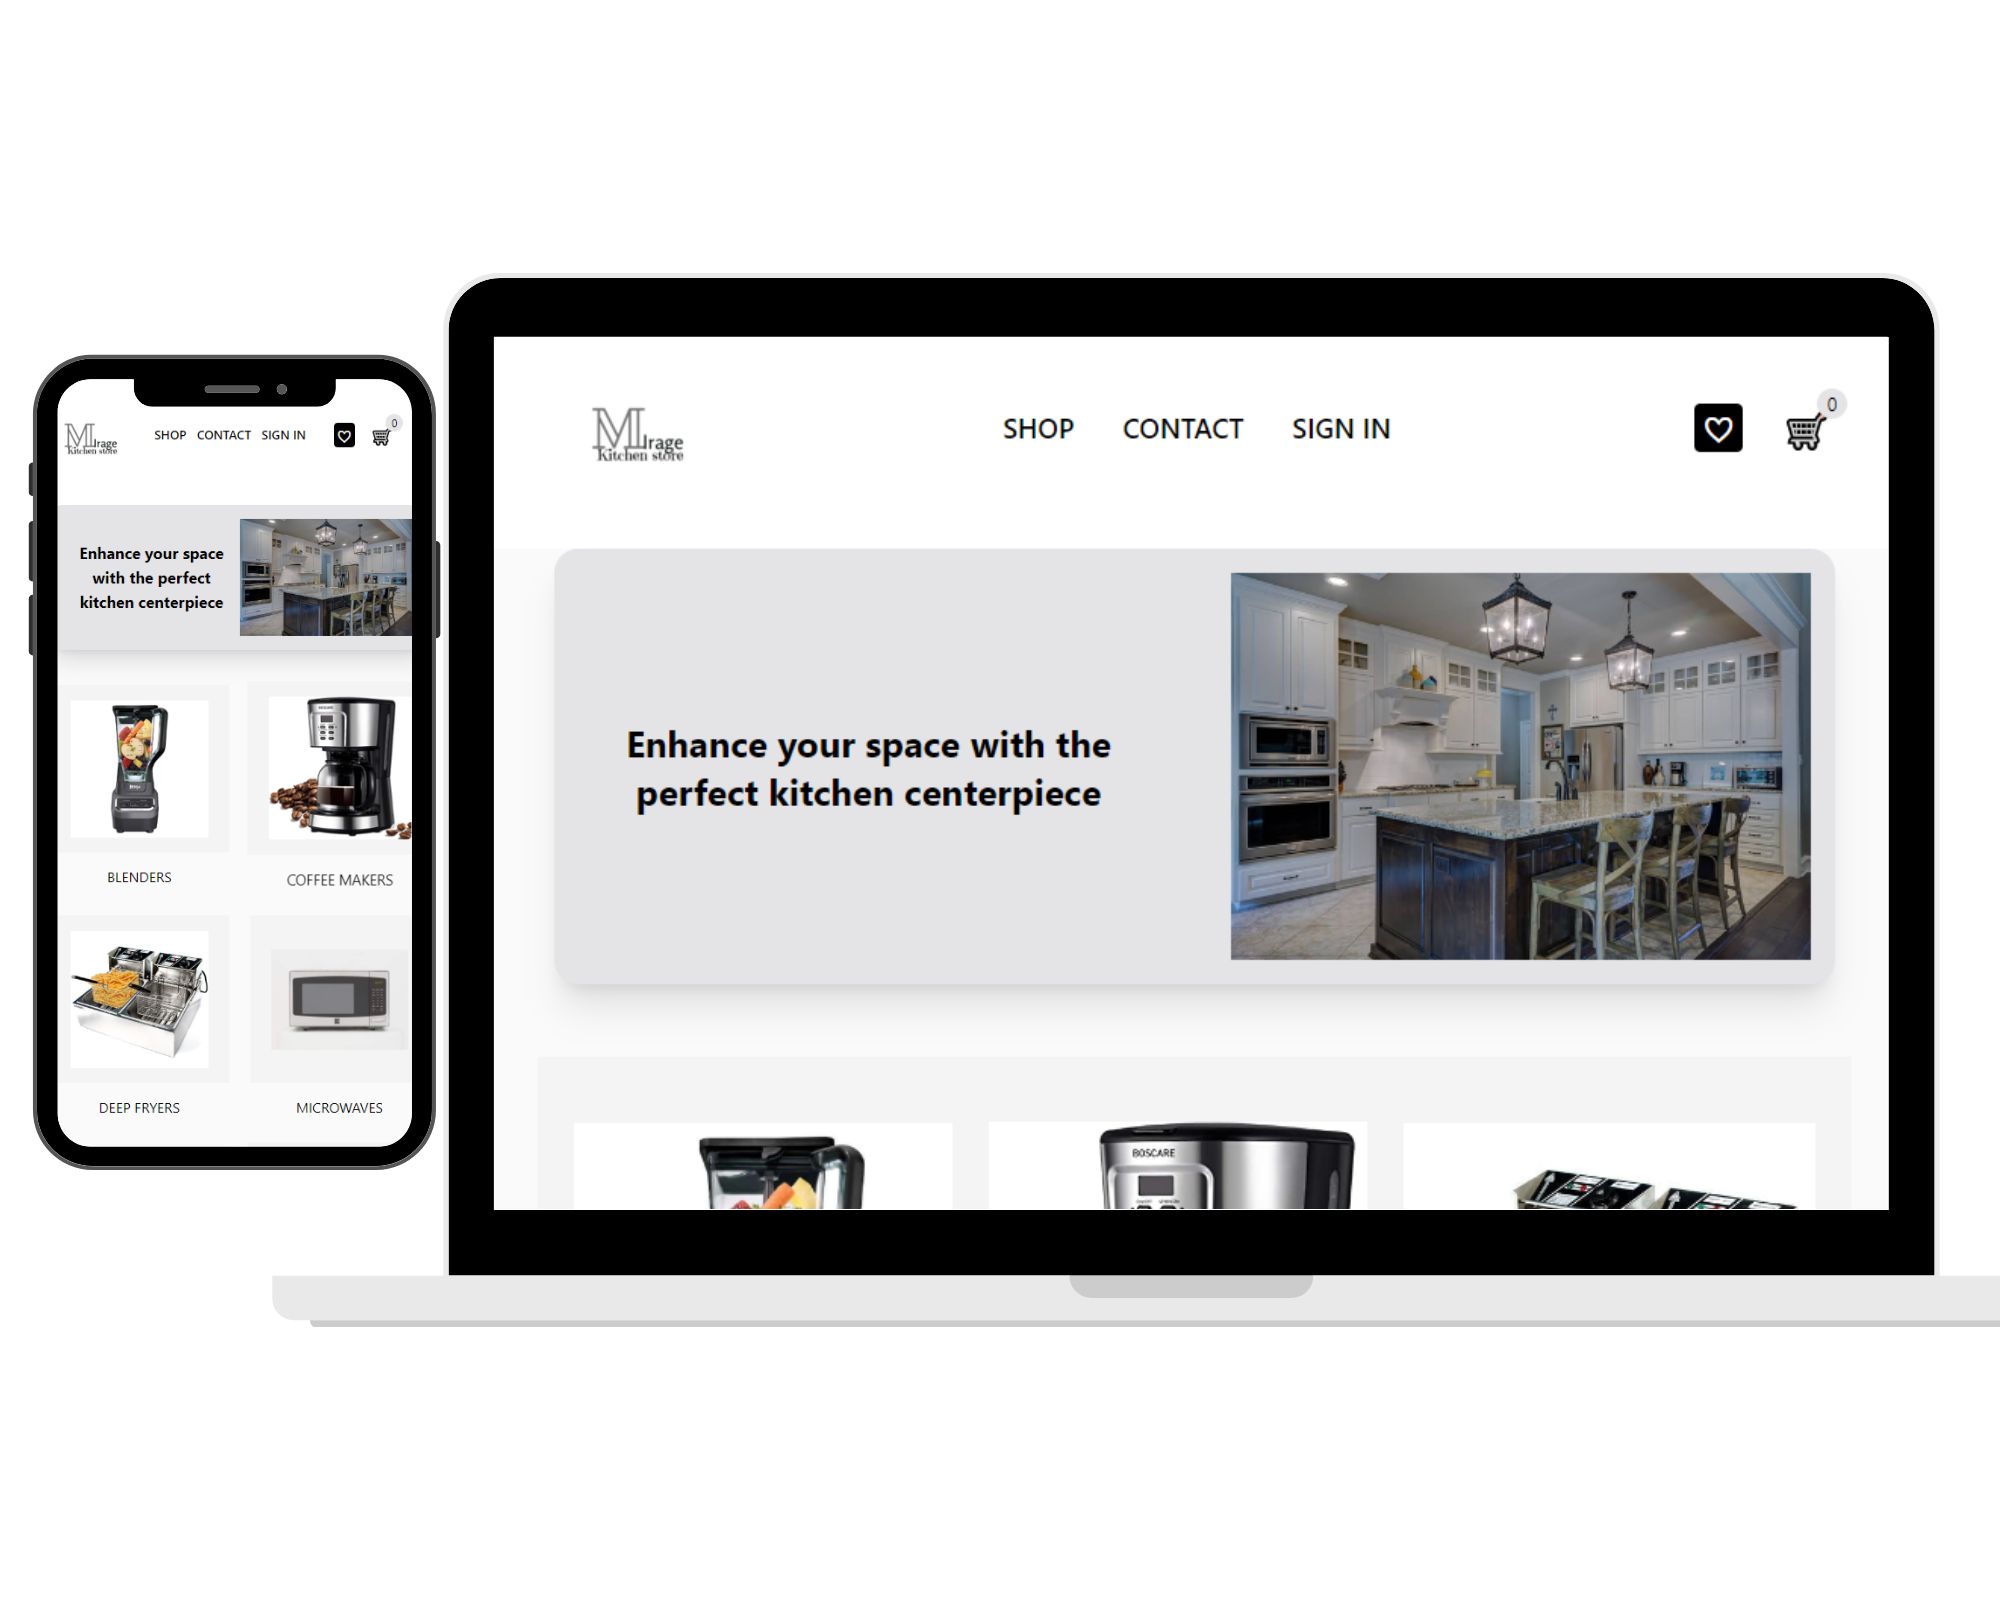 MIrage
Kitchen store
SHOP CONTACT SIGN IN
0
Enhance your space
with the perfect
kitchen centerpiece
BLENDERS
COFFEE MAKERS
DEEP FRYERS
MICROWAVES
MIrage
Kitchen store
SHOP CONTACT SIGN IN
0
Enhance your space with the
perfect kitchen centerpiece
BOSCARE